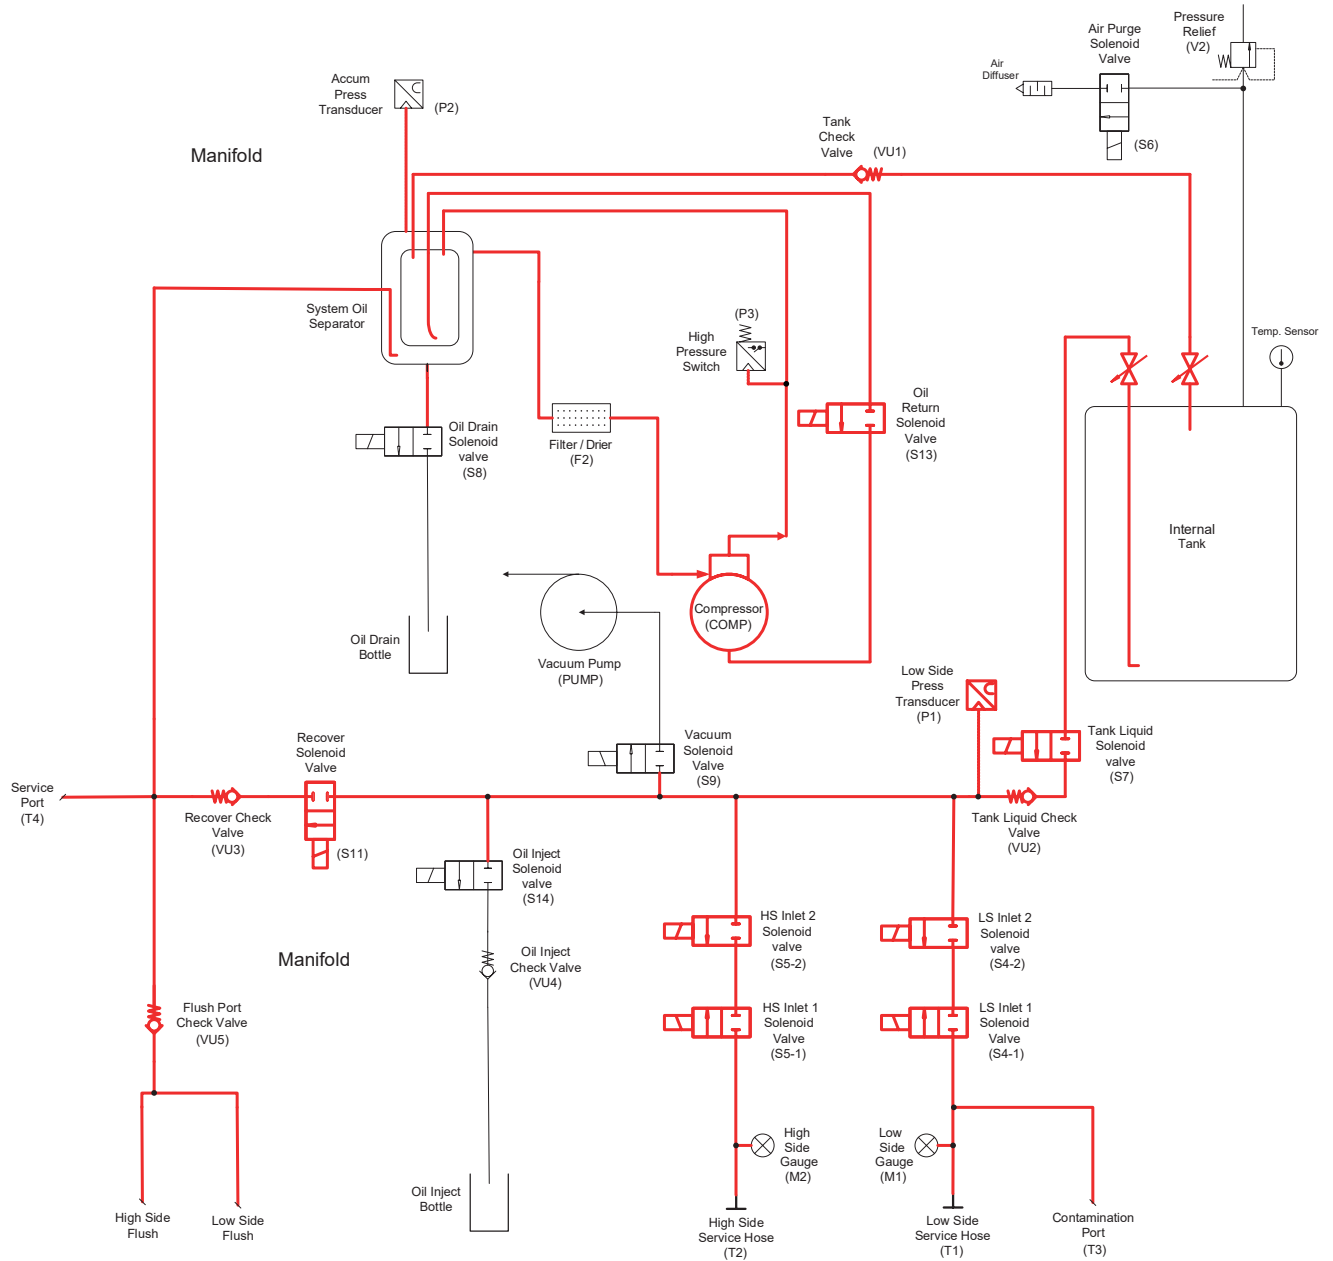 Pressure
Relief
(V2)
Air Purge
Solenoid
Valve
Air
Diffuser
(S6)
Accum
Press
Transducer
(P2)
Manifold
Tank
Check
Valve
(VU1)
System Oil
Separator
(P3)
High
Pressure
Switch
Temp. Sensor
Oil
Return
Solenoid
Valve
(S13)
Oil Drain
Solenoid
valve
(S8)
Filter / Drier
(F2)
Internal
Tank
Compressor
(COMP)
Oil Drain
Bottle
Vacuum Pump
(PUMP)
Low Side
Press
Transducer
(P1)
Tank Liquid
Solenoid
valve
(S7)
Recover
Solenoid
Valve
Vacuum
Solenoid
Valve
(S9)
Service
Port
(T4)
Recover Check
Valve
(VU3)
(S11)
Tank Liquid Check
Valve
(VU2)
Oil Inject
Solenoid
valve
(S14)
HS Inlet 2
Solenoid
valve
(S5-2)
LS Inlet 2
Solenoid
valve
(S4-2)
Manifold
Oil Inject
Check Valve
(VU4)
Flush Port
Check Valve
(VU5)
HS Inlet 1
Solenoid
Valve
(S5-1)
LS Inlet 1
Solenoid
Valve
(S4-1)
High
Side
Gauge
(M2)
Low
Side
Gauge
(M1)
Oil Inject
Bottle
High Side
Flush
Low Side
Flush
High Side
Service Hose
(T2)
Low Side
Service Hose
(T1)
Contamination
Port
(T3)